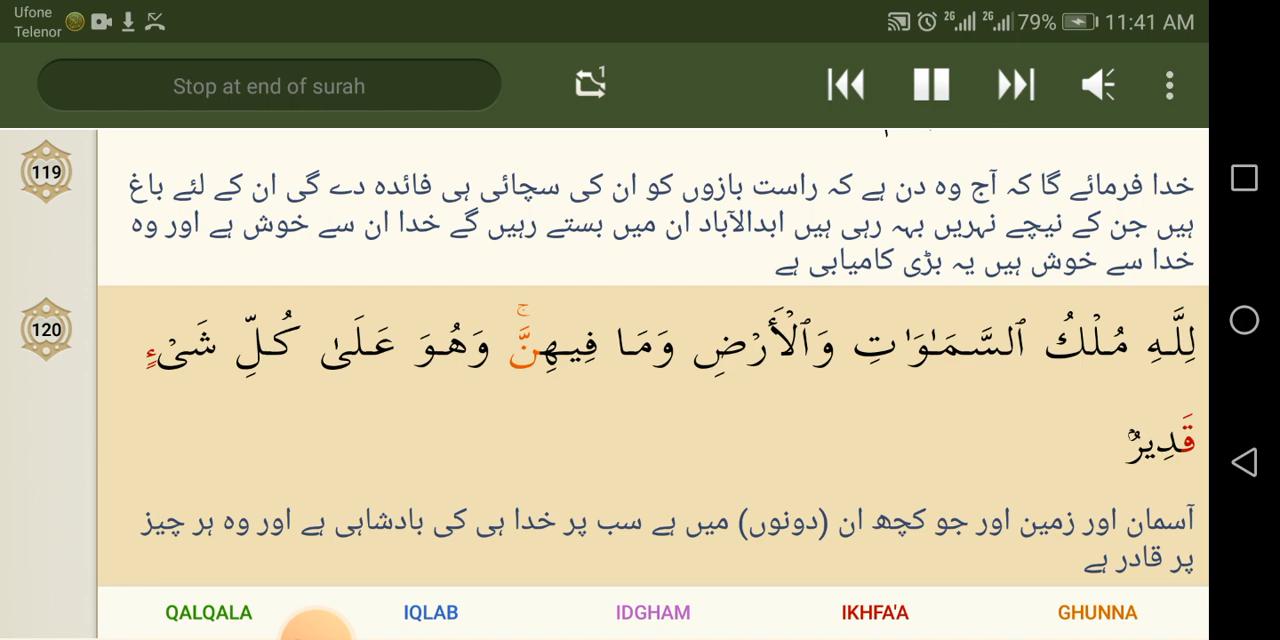 Ufone
Telenor
2G 2G 79% 11:41 AM
Stop at end of surah
1
119
خدا فرمائے گا کہ آج وہ دن ہے کہ راست بازوں کو ان کی سچائی ہی فائدہ دے گی ان کے لئے باغ
ہیں جن کے نیچے نہریں بہہ رہی ہیں ابدالآباد ان میں بستے رہیں گے خدا ان سے خوش ہے اور وہ
خدا سے خوش ہیں یہ بڑی کامیابی ہے
120
لِلَّهِ مُلْكُ ٱلسَّمَـٰوَٰتِ وَٱلْأَرْضِ وَمَا فِيهِنَّ ۚ وَهُوَ عَلَىٰ كُلِّ شَىْءٍ
قَدِيرٌۢ
آسمان اور زمین اور جو کچھ ان (دونوں) میں ہے سب پر خدا ہی کی بادشاہی ہے اور وہ ہر چیز
پر قادر ہے
QALQALA IQLAB IDGHAM IKHFA'A GHUNNA